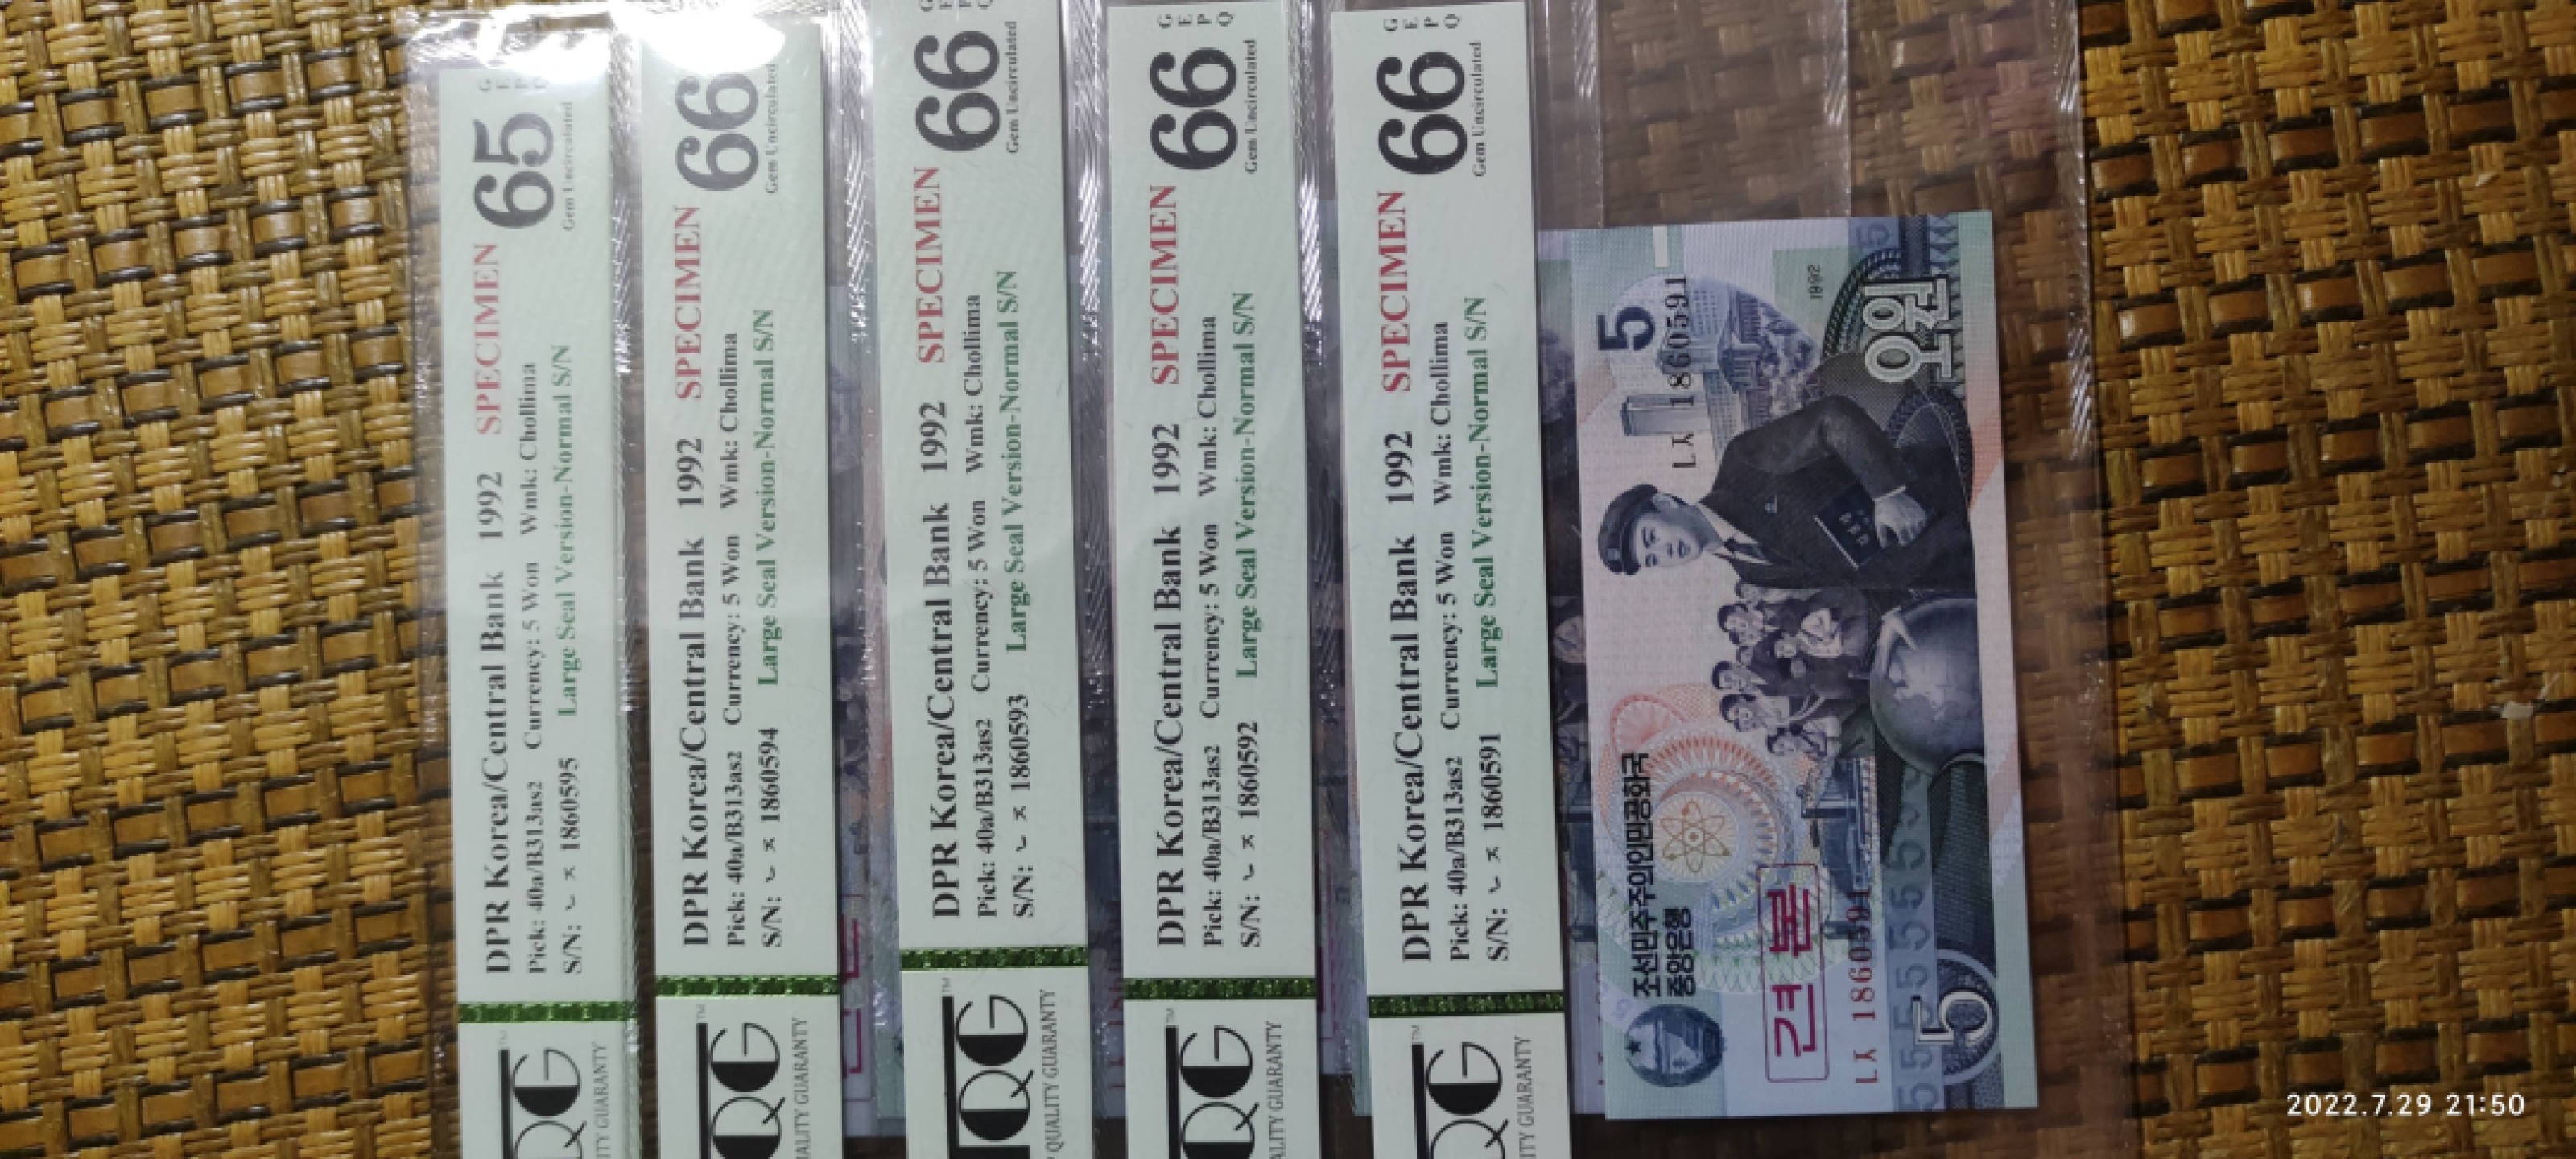 DPR Korea/Central Bank 1992 SPECIMEN
Pick: 40a/B313as2 Currency: 5 Won Wmk: Chollima
S/N: ㄴ ㅈ 1860595 Large Seal Version-Normal S/N
65
Gem Uncirculated
DPR Korea/Central Bank 1992 SPECIMEN
Pick: 40a/B313as2 Currency: 5 Won Wmk: Chollima
S/N: ㄴ ㅈ 1860594 Large Seal Version-Normal S/N
66
Gem Uncirculated
DPR Korea/Central Bank 1992 SPECIMEN
Pick: 40a/B313as2 Currency: 5 Won Wmk: Chollima
S/N: ㄴ ㅈ 1860593 Large Seal Version-Normal S/N
66
Gem Uncirculated
QUALITY GUARANTY
DPR Korea/Central Bank 1992 SPECIMEN
Pick: 40a/B313as2 Currency: 5 Won Wmk: Chollima
S/N: ㄴ ㅈ 1860592 Large Seal Version-Normal S/N
66
Gem Uncirculated
G E P Q
DPR Korea/Central Bank 1992 SPECIMEN
Pick: 40a/B313as2 Currency: 5 Won Wmk: Chollima
S/N: ㄴ ㅈ 1860591 Large Seal Version-Normal S/N
66
Gem Uncirculated
G E P Q
조선민주주의인민공화국
중앙은행
5
ㄴㅈ 1860591
견본
ㄴㅈ 1860591
1992
오원
5
2022.7.29 21:50